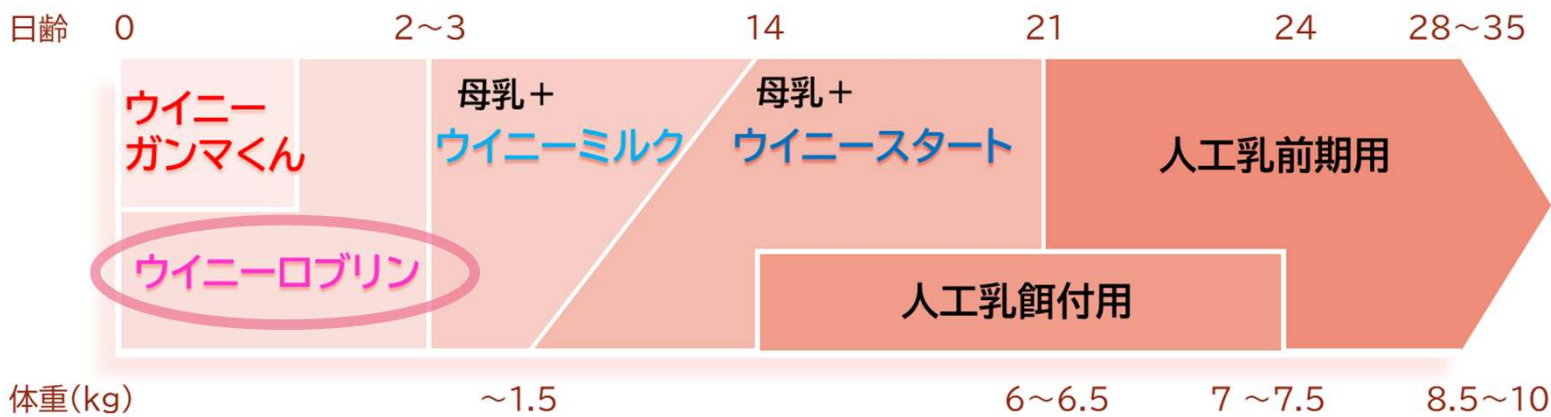 日齢 0 2～3 14 21 24 28～35
ウイニー
ガンマくん
ウイニーロブリン
母乳＋
ウイニーミルク
母乳＋
ウイニースタート
人工乳餌付用
人工乳前期用
体重(kg) ～1.5 6～6.5 7 ～7.5 8.5～10